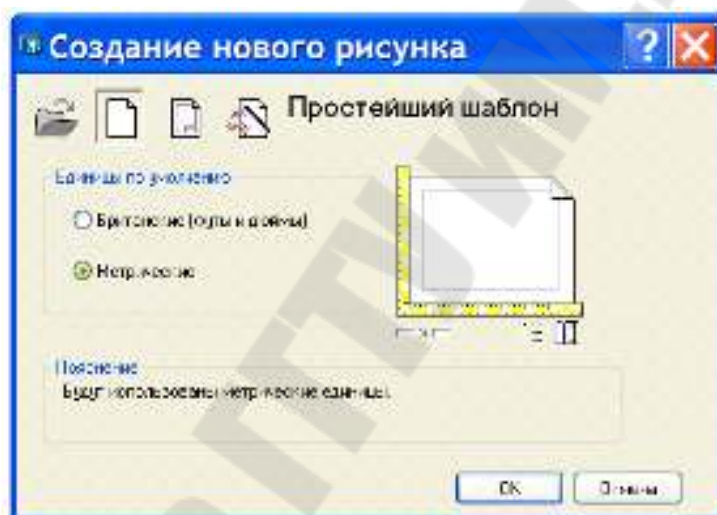 Создание нового рисунка
Простейший шаблон
Единицы по умолчанию
Британские (футы и дюймы)
Метрические
Пояснение
Будут использованы метрические единицы.
OK
Отмена